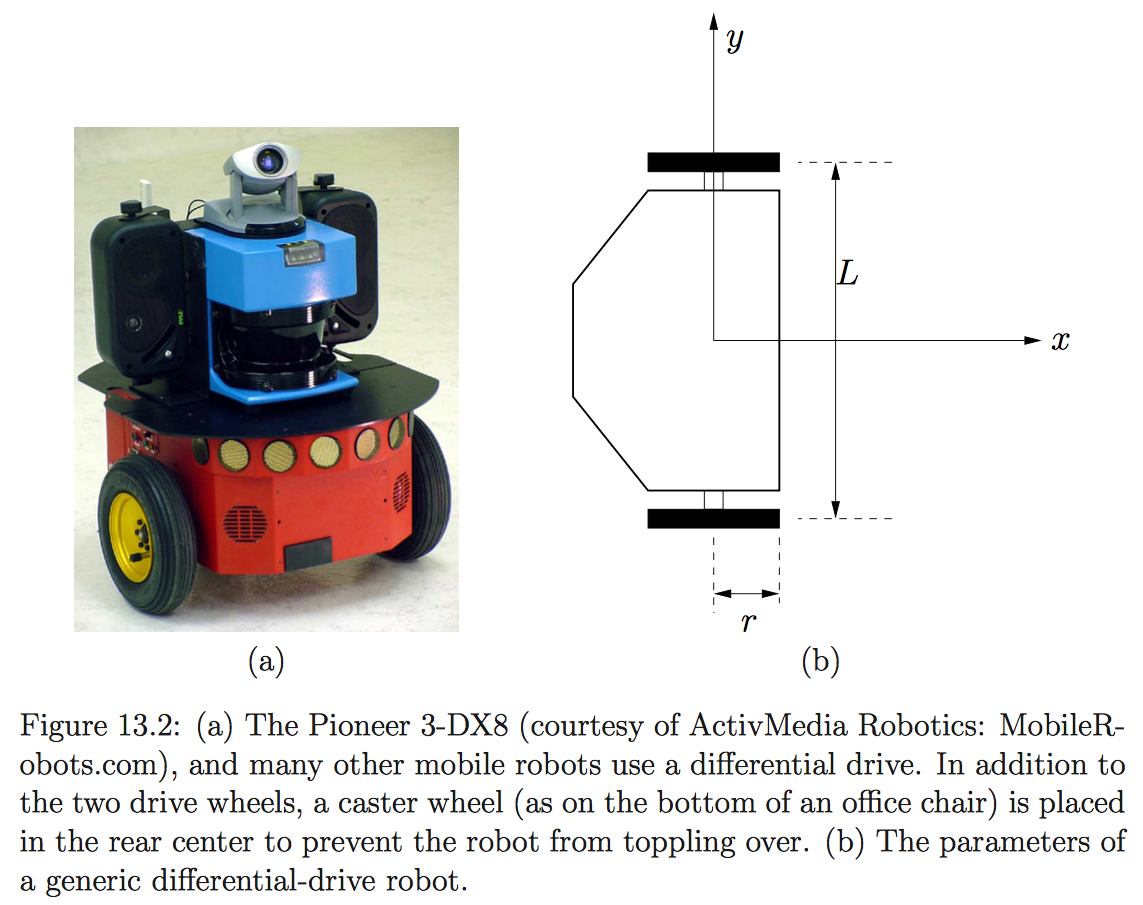 y
L
x
r
(a)
(b)
Figure 13.2: (a) The Pioneer 3-DX8 (courtesy of ActivMedia Robotics: MobileR-
obots.com), and many other mobile robots use a differential drive. In addition to
the two drive wheels, a caster wheel (as on the bottom of an office chair) is placed
in the rear center to prevent the robot from toppling over. (b) The parameters of
a generic differential-drive robot.